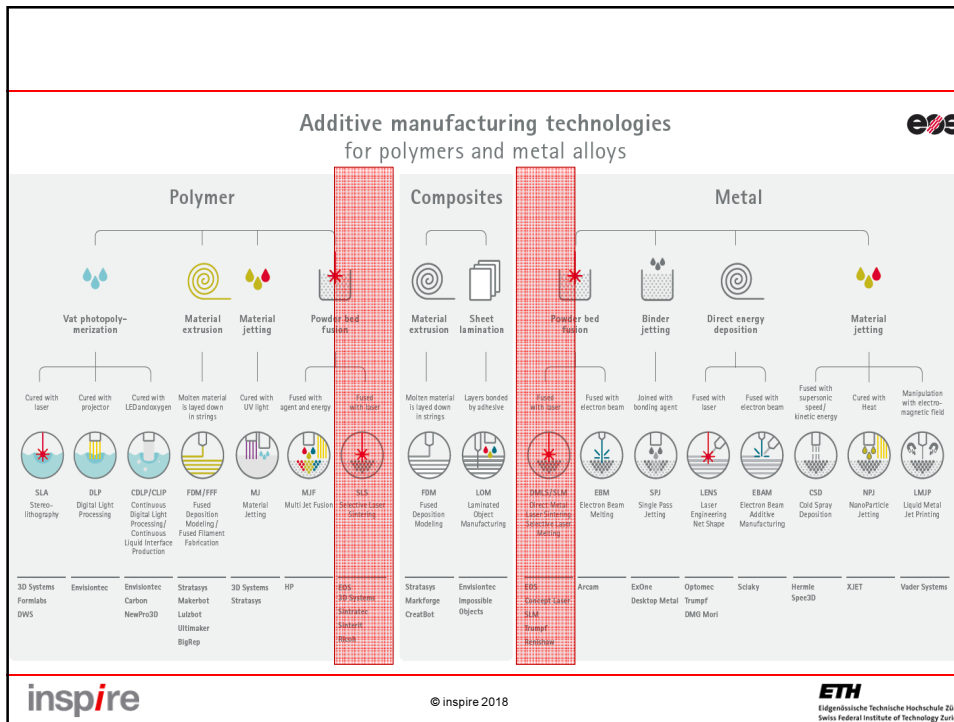 Additive manufacturing technologies
for polymers and metal alloys
eos
Polymer
Composites
Metal
Vat photopoly-
merization
Material
extrusion
Material
jetting
Powder bed
fusion
Material
extrusion
Sheet
lamination
Powder bed
fusion
Binder
jetting
Direct energy
deposition
Material
jetting
Cured with
laser
Cured with
projector
Cured with
LED and oxygen
Molten material
is layed down
in strings
Cured with
UV light
Fused with
agent and energy
Fused
with laser
Molten material
is layed down
in strings
Layers bonded
by adhesive
Fused
with laser
Fused with
electron beam
Joined with
bonding agent
Fused with
laser
Fused with
electron beam
Fused with
supersonic
speed/
kinetic energy
Cured with
Heat
Manipulation
with electro-
magnetic field
SLA
Stereo-
lithography
DLP
Digital Light
Processing
CDLP/CLIP
Continuous
Digital Light
Processing/
Continuous
Liquid Interface
Production
FDM/FFF
Fused
Deposition
Modeling/
Fused Filament
Fabrication
MJ
Material
Jetting
MJF
Multi Jet Fusion
SLS
Selective Laser
Sintering
FDM
Fused
Deposition
Modeling
LOM
Laminated
Object
Manufacturing
DMLS/SLM
Direct Metal
Laser Sintering
Selective Laser
Melting
EBM
Electron Beam
Melting
SPJ
Single Pass
Jetting
LENS
Laser
Engineering
Net Shape
EBAM
Electron Beam
Additive
Manufacturing
CSD
Cold Spray
Deposition
NPJ
NanoParticle
Jetting
LMJP
Liquid Metal
Jet Printing
3D Systems
Formlabs
DWS
Envisiontec
Envisiontec
Carbon
NewPro3D
Stratasys
Makerbot
Lulzbot
Ultimaker
BigRep
3D Systems
Stratasys
HP
EOS
3D Systems
Sintratec
Sinterit
Ricoh
Stratasys
Markforge
CreatBot
Envisiontec
Impossible
Objects
EOS
Concept Laser
SLM
Trumpf
Renishaw
Arcam
ExOne
Desktop Metal
Optomec
Trumpf
DMG Mori
Sciaky
Hermle
Spee3D
XJET
Vader Systems
inspire
© inspire 2018
ETH
Eidgenössische Technische Hochschule Zü
Swiss Federal Institute of Technology Zuri